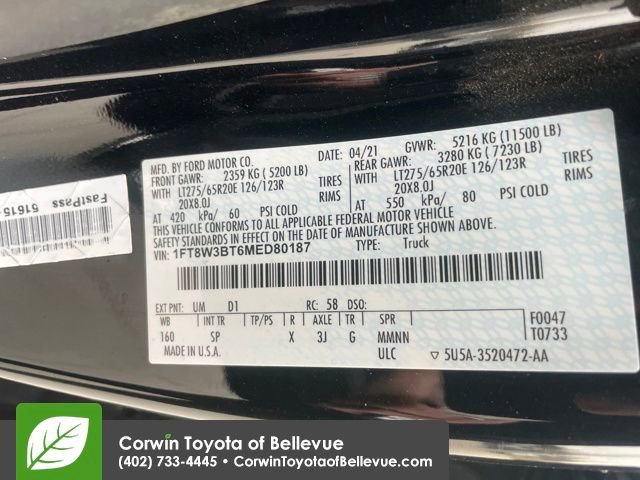 FastPass 51615
MFD. BY FORD MOTOR CO.
DATE: 04/21 GVWR: 5216 KG (11500 LB)
FRONT GAWR: 2359 KG (5200 LB) REAR GAWR: 3280 KG (7230 LB)
WITH LT275/65R20E 126/123R TIRES WITH LT275/65R20E 126/123R TIRES
20X8.0J RIMS 20X8.0J RIMS
AT 420 kPa/ 60 PSI COLD AT 550 kPa/ 80 PSI COLD
THIS VEHICLE CONFORMS TO ALL APPLICABLE FEDERAL MOTOR VEHICLE
SAFETY STANDARDS IN EFFECT ON THE DATE OF MANUFACTURE SHOWN ABOVE.
VIN: 1FT8W3BT6MED80187 TYPE: Truck
EXT PNT: UM D1 RC: 58 DSO: F0047
WB INT TR TP/PS R AXLE TR SPR T0733
160 SP X 3J G MMNN
MADE IN U.S.A. ULC ▽ 5U5A-3520472-AA
Corwin Toyota of Bellevue
(402) 733-4445 • CorwinToyotaofBellevue.com